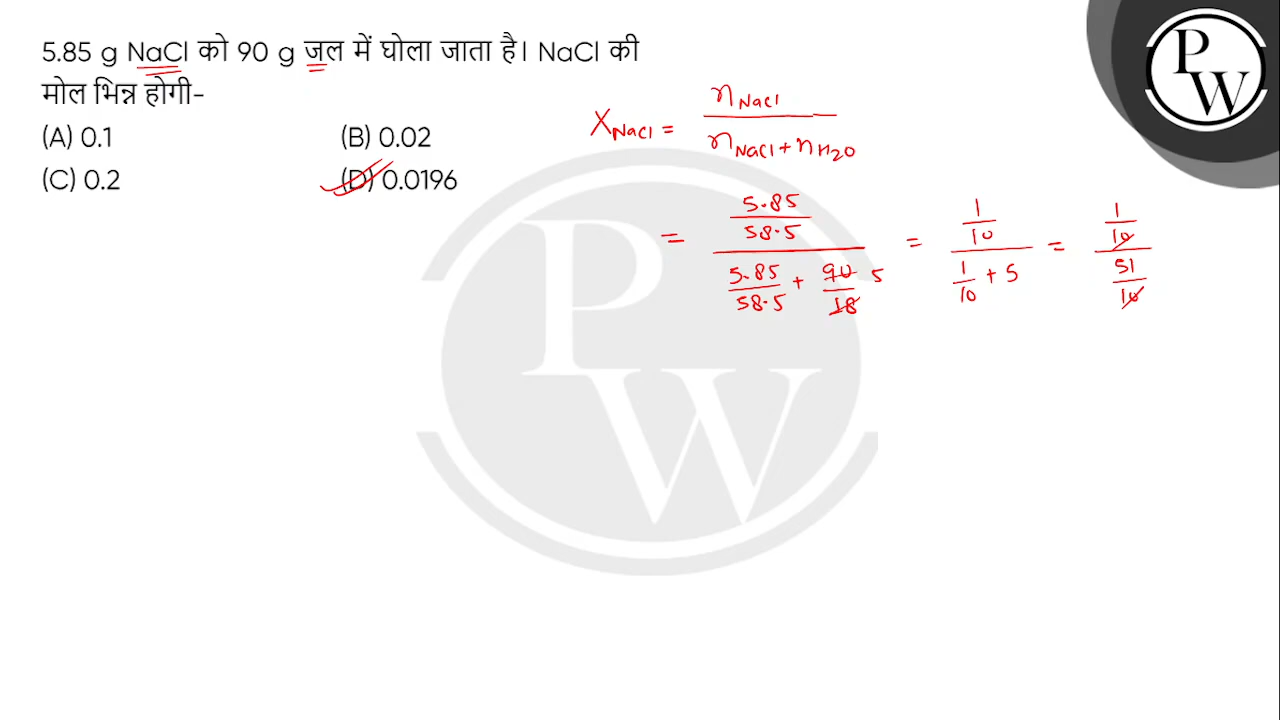 5.85 g NaCl को 90 g जल में घोला जाता है। NaCl की
मोल भिन्न होगी-
(A) 0.1 (B) 0.02
(C) 0.2 (D) 0.0196
X_NaCl = n_NaCl / (n_NaCl + n_H2O)
= (5.85/58.5) / (5.85/58.5 + 90/18 5) = (1/10) / (1/10 + 5) = (1/10) / (51/10)
P
W
P
W